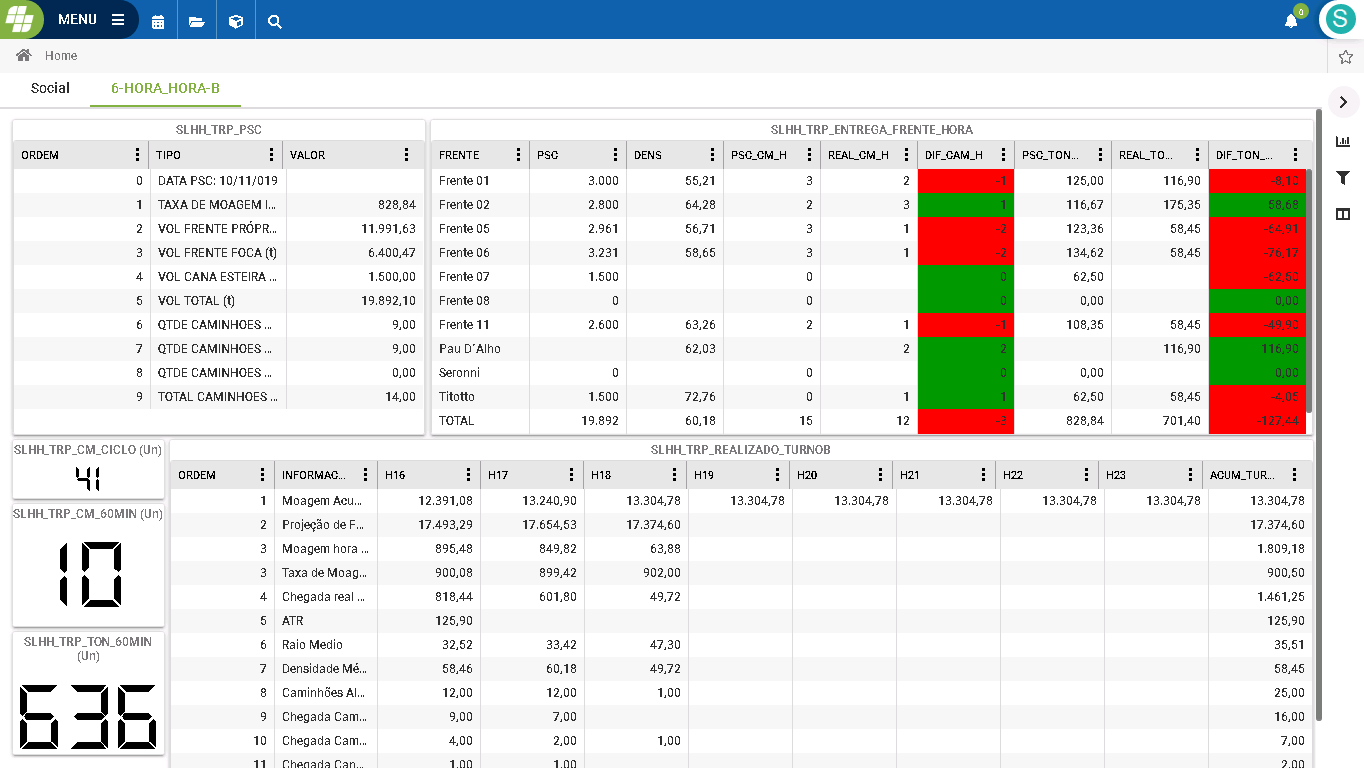 MENU
0
S
Home
Social 6-HORA_HORA-B
SLHH_TRP_PSC
ORDEM TIPO VALOR
0 DATA PSC: 10/11/019
1 TAXA DE MOAGEM I... 828,84
2 VOL FRENTE PRÓPR... 11.991,63
3 VOL FRENTE FOCA (t) 6.400,47
4 VOL CANA ESTEIRA ... 1.500,00
5 VOL TOTAL (t) 19.892,10
6 QTDE CAMINHOES ... 9,00
7 QTDE CAMINHOES ... 9,00
8 QTDE CAMINHOES ... 0,00
9 TOTAL CAMINHOES ... 14,00
SLHH_TRP_ENTREGA_FRENTE_HORA
FRENTE PSC DENS PSC_CM_H REAL_CM_H DIF_CAM_H PSC_TON... REAL_TO... DIF_TON_...
Frente 01 3.000 55,21 3 2 -1 125,00 116,90 -8,10
Frente 02 2.800 64,28 2 3 1 116,67 175,35 58,68
Frente 05 2.961 56,71 3 1 -2 123,36 58,45 -64,91
Frente 06 3.231 58,65 3 1 -2 134,62 58,45 -76,17
Frente 07 1.500 0 0 62,50 -62,50
Frente 08 0 0 0 0,00 0,00
Frente 11 2.600 63,26 2 1 -1 108,35 58,45 -49,90
Pau D´Alho 62,03 2 2 116,90 116,90
Seronni 0 0 0 0,00 0,00
Titotto 1.500 72,76 0 1 1 62,50 58,45 -4,05
TOTAL 19.892 60,18 15 12 -3 828,84 701,40 -127,44
SLHH_TRP_CM_CICLO (Un)
41
SLHH_TRP_CM_60MIN (Un)
10
SLHH_TRP_TON_60MIN
(Un)
636
SLHH_TRP_REALIZADO_TURNOB
ORDEM INFORMAC... H16 H17 H18 H19 H20 H21 H22 H23 ACUM_TUR...
1 Moagem Acu... 12.391,08 13.240,90 13.304,78 13.304,78 13.304,78 13.304,78 13.304,78 13.304,78 13.304,78
2 Projeção de F... 17.493,29 17.654,53 17.374,60 17.374,60
3 Moagem hora ... 895,48 849,82 63,88 1.809,18
3 Taxa de Moag... 900,08 899,42 902,00 900,50
4 Chegada real ... 818,44 601,80 49,72 1.461,25
5 ATR 125,90 125,90
6 Raio Medio 32,52 33,42 47,30 35,51
7 Densidade Mé... 58,46 60,18 49,72 58,45
8 Caminhões Al... 12,00 12,00 1,00 25,00
9 Chegada Cam... 9,00 7,00 16,00
10 Chegada Cam... 4,00 2,00 1,00 7,00
11 Chegada Can... 1,00 1,00 2,00